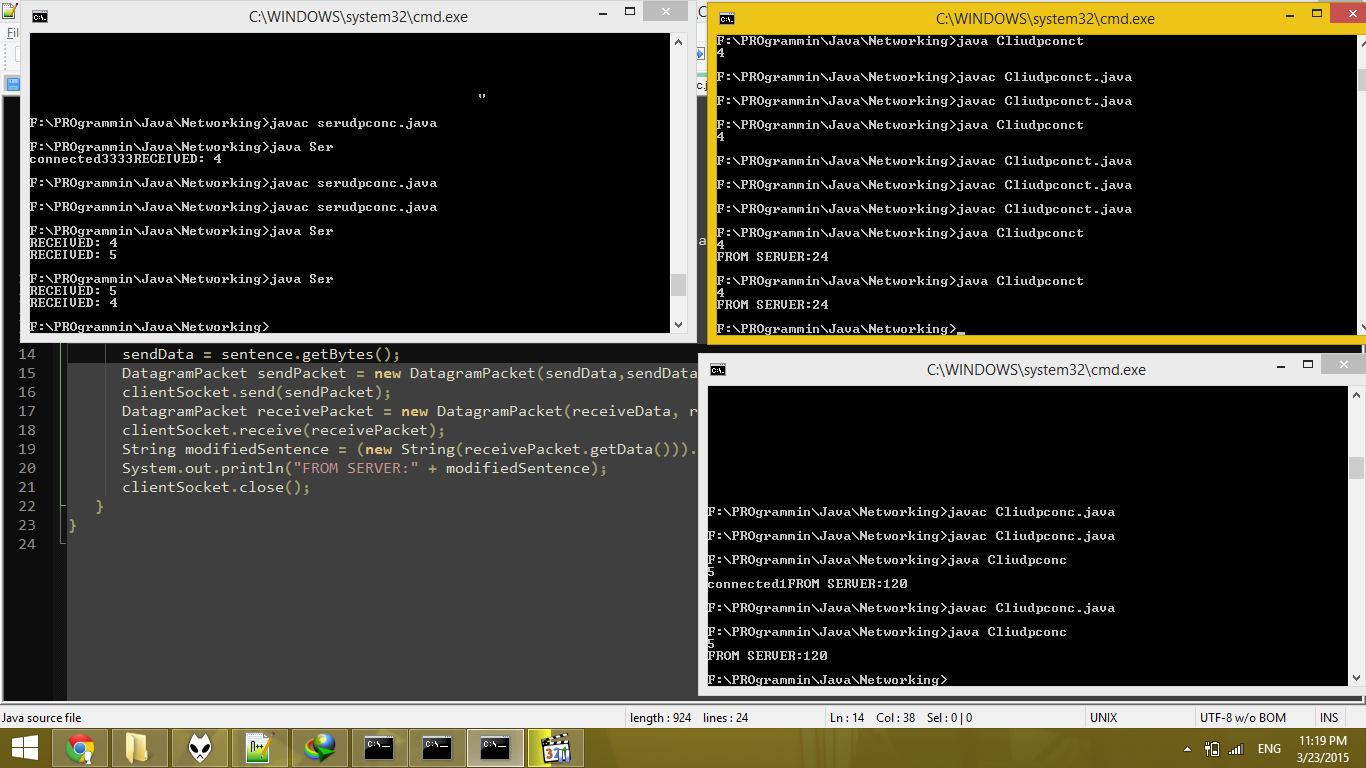 C:\WINDOWS\system32\cmd.exe
"
F:\PROgrammin\Java\Networking>javac serudpconc.java
F:\PROgrammin\Java\Networking>java Ser
connected3333RECEIVED: 4
F:\PROgrammin\Java\Networking>javac serudpconc.java
F:\PROgrammin\Java\Networking>javac serudpconc.java
F:\PROgrammin\Java\Networking>java Ser
RECEIVED: 4
RECEIVED: 5
F:\PROgrammin\Java\Networking>java Ser
RECEIVED: 5
RECEIVED: 4
F:\PROgrammin\Java\Networking>
C:\WINDOWS\system32\cmd.exe
F:\PROgrammin\Java\Networking>java Cliudpconct
4
F:\PROgrammin\Java\Networking>javac Cliudpconct.java
F:\PROgrammin\Java\Networking>javac Cliudpconct.java
F:\PROgrammin\Java\Networking>java Cliudpconct
4
F:\PROgrammin\Java\Networking>javac Cliudpconct.java
F:\PROgrammin\Java\Networking>javac Cliudpconct.java
F:\PROgrammin\Java\Networking>javac Cliudpconct.java
F:\PROgrammin\Java\Networking>java Cliudpconct
4
FROM SERVER:24
F:\PROgrammin\Java\Networking>java Cliudpconct
4
FROM SERVER:24
F:\PROgrammin\Java\Networking>_
14 sendData = sentence.getBytes();
15 DatagramPacket sendPacket = new DatagramPacket(sendData,sendData
16 clientSocket.send(sendPacket);
17 DatagramPacket receivePacket = new DatagramPacket(receiveData, r
18 clientSocket.receive(receivePacket);
19 String modifiedSentence = (new String(receivePacket.getData())).
20 System.out.println("FROM SERVER:" + modifiedSentence);
21 clientSocket.close();
22 }
23 }
24
C:\WINDOWS\system32\cmd.exe
F:\PROgrammin\Java\Networking>javac Cliudpconc.java
F:\PROgrammin\Java\Networking>javac Cliudpconc.java
F:\PROgrammin\Java\Networking>java Cliudpconc
5
connected1FROM SERVER:120
F:\PROgrammin\Java\Networking>javac Cliudpconc.java
F:\PROgrammin\Java\Networking>java Cliudpconc
5
FROM SERVER:120
F:\PROgrammin\Java\Networking>
Java source file length : 924 lines : 24 Ln : 14 Col : 38 Sel : 0 | 0 UNIX UTF-8 w/o BOM INS
ENG 11:19 PM
3/23/2015